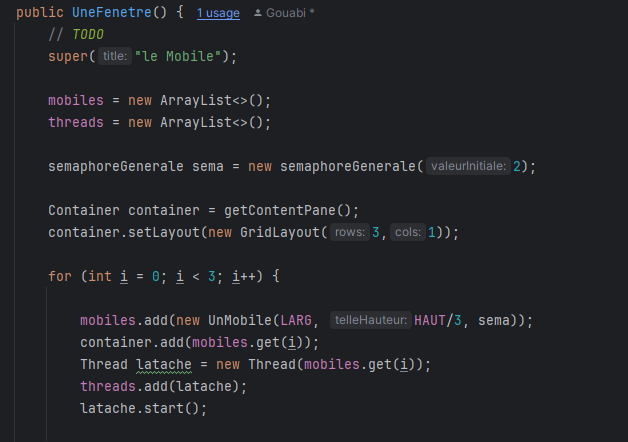 public UneFenetre() { 1 usage Gouabi *
// TODO
super( title: "le Mobile");
mobiles = new ArrayList<>();
threads = new ArrayList<>();
semaphoreGenerale sema = new semaphoreGenerale( valeurInitiale: 2);
Container container = getContentPane();
container.setLayout(new GridLayout( rows: 3, cols: 1));
for (int i = 0; i < 3; i++) {
mobiles.add(new UnMobile(LARG, telleHauteur: HAUT/3, sema));
container.add(mobiles.get(i));
Thread latache = new Thread(mobiles.get(i));
threads.add(latache);
latache.start();